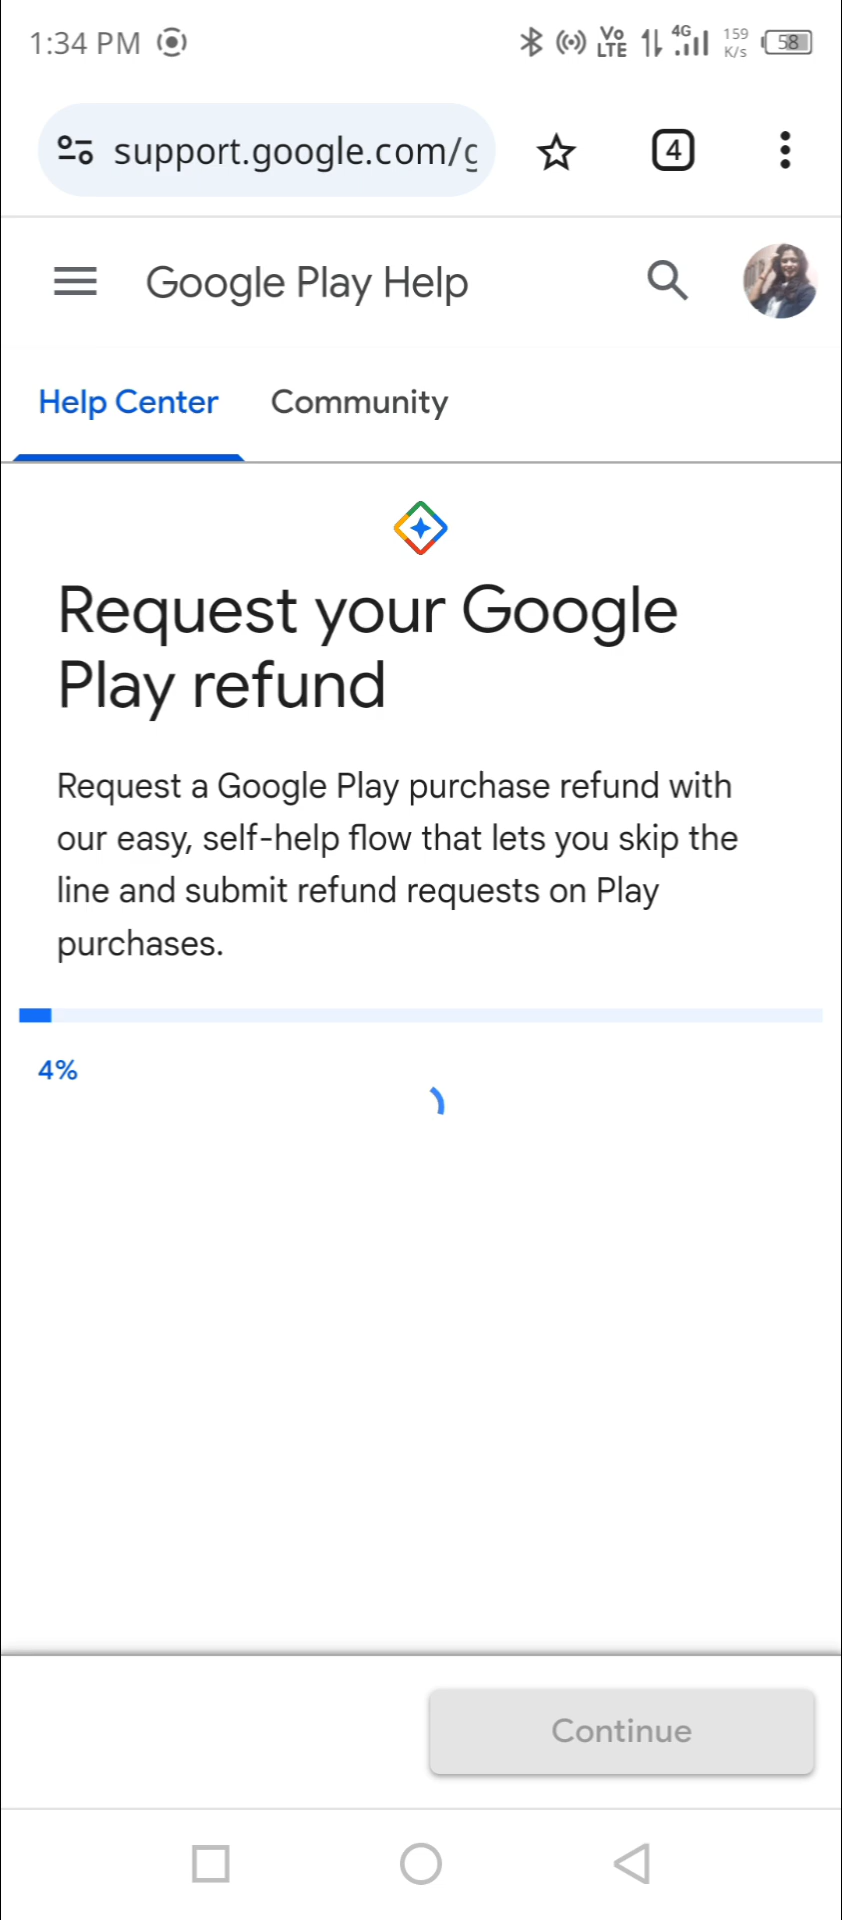 1:34 PM
Vo LTE 4G 159 K/s 58
support.google.com/g
4
Google Play Help
Help Center Community
Request your Google
Play refund
Request a Google Play purchase refund with
our easy, self-help flow that lets you skip the
line and submit refund requests on Play
purchases.
4%
Continue